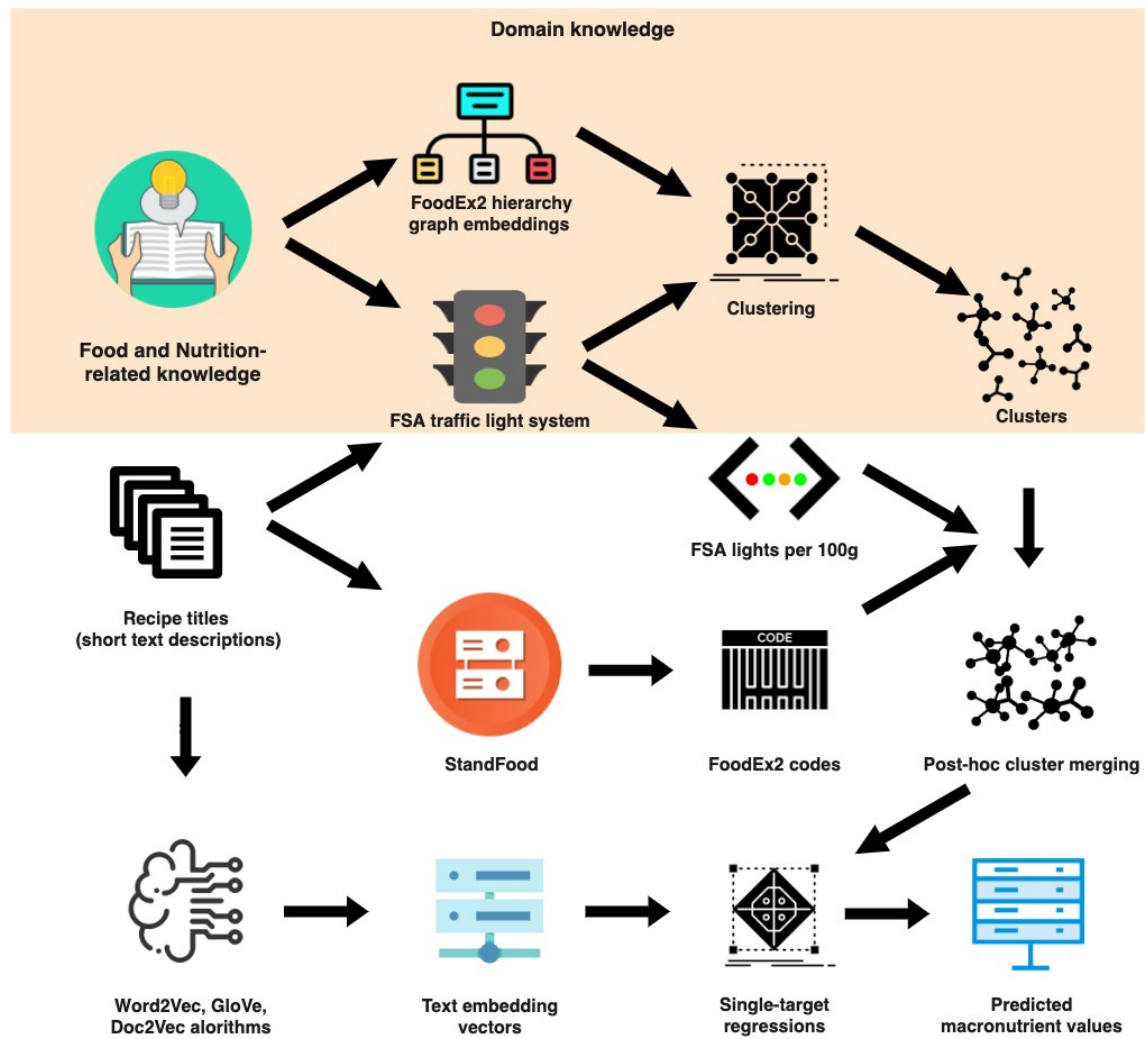 Domain knowledge
FoodEx2 hierarchy
graph embeddings
Food and Nutrition-
related knowledge
FSA traffic light system
Clustering
Clusters
Recipe titles
(short text descriptions)
FSA lights per 100g
StandFood
CODE
FoodEx2 codes
Post-hoc cluster merging
Word2Vec, GloVe,
Doc2Vec alorithms
Text embedding
vectors
Single-target
regressions
Predicted
macronutrient values